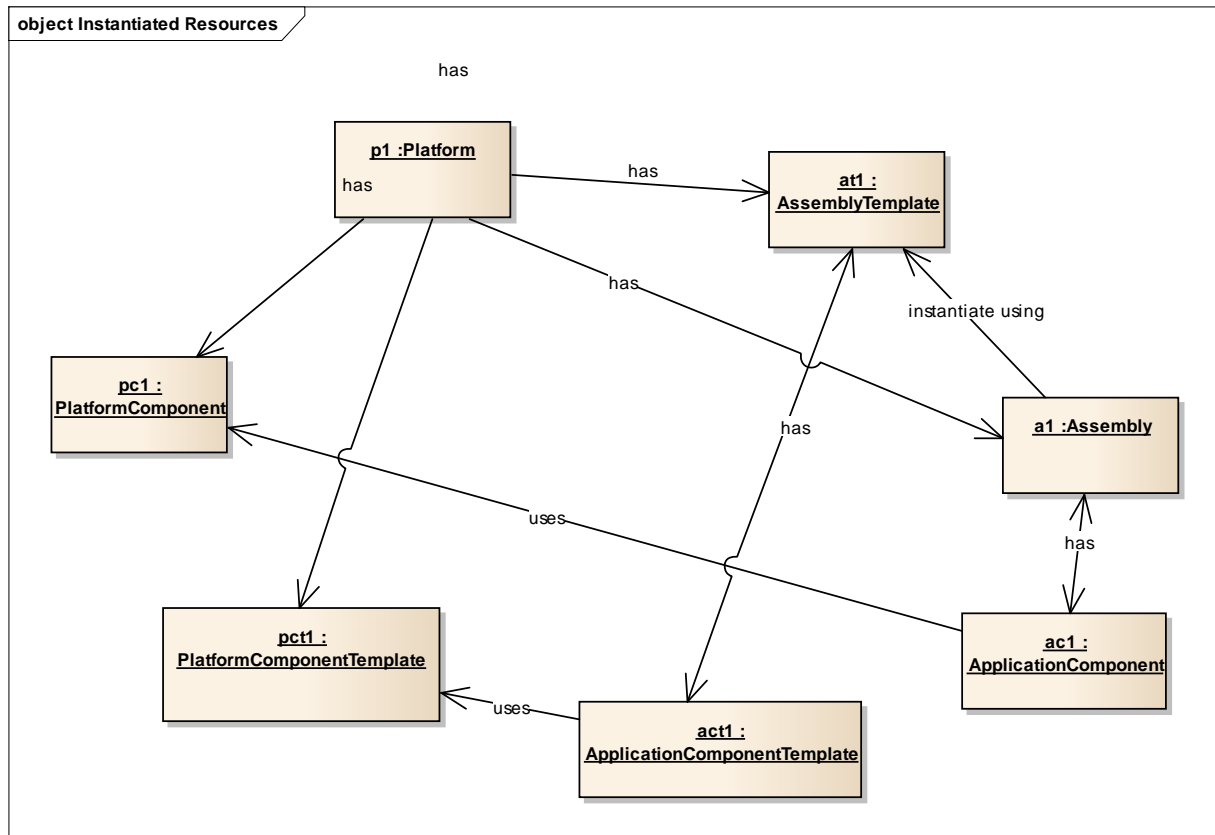 object Instantiated Resources
has
p1 :Platform
has
has
at1 :
AssemblyTemplate
has
instantiate using
pc1 :
PlatformComponent
a1 :Assembly
has
uses
has
pct1 :
PlatformComponentTemplate
ac1 :
ApplicationComponent
uses
act1 :
ApplicationComponentTemplate